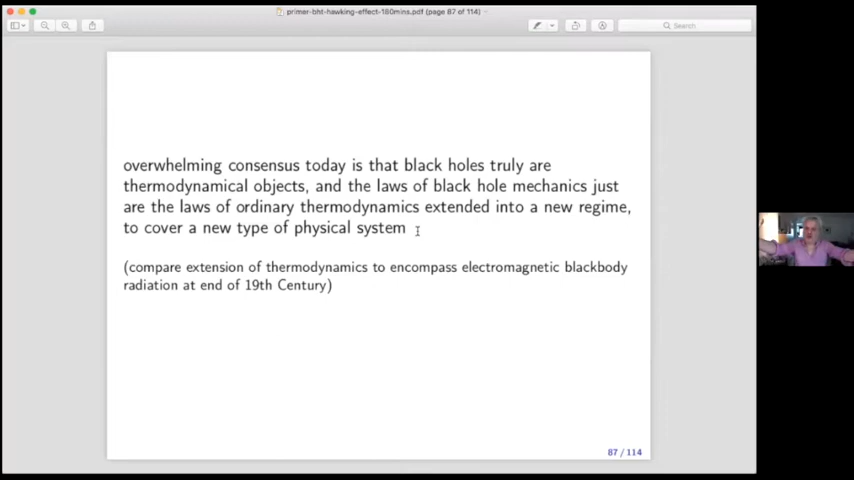 primer-bht-hawking-effect-180mins.pdf (page 87 of 114)
Search
overwhelming consensus today is that black holes truly are
thermodynamical objects, and the laws of black hole mechanics just
are the laws of ordinary thermodynamics extended into a new regime,
to cover a new type of physical system
(compare extension of thermodynamics to encompass electromagnetic blackbody
radiation at end of 19th Century)
87 / 114